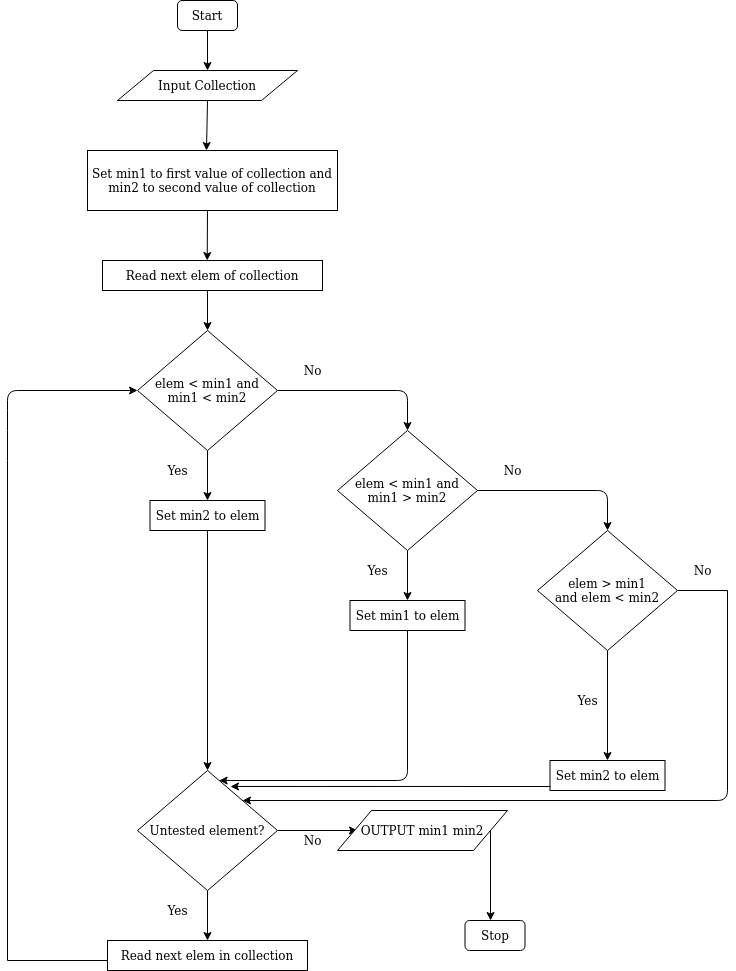 Start
Input Collection
Set min1 to first value of collection and
min2 to second value of collection
Read next elem of collection
elem < min1 and
min1 < min2
No
Yes
Set min2 to elem
elem < min1 and
min1 > min2
No
Yes
Set min1 to elem
elem > min1
and elem < min2
No
Yes
Set min2 to elem
Untested element?
No
OUTPUT min1 min2
Yes
Stop
Read next elem in collection